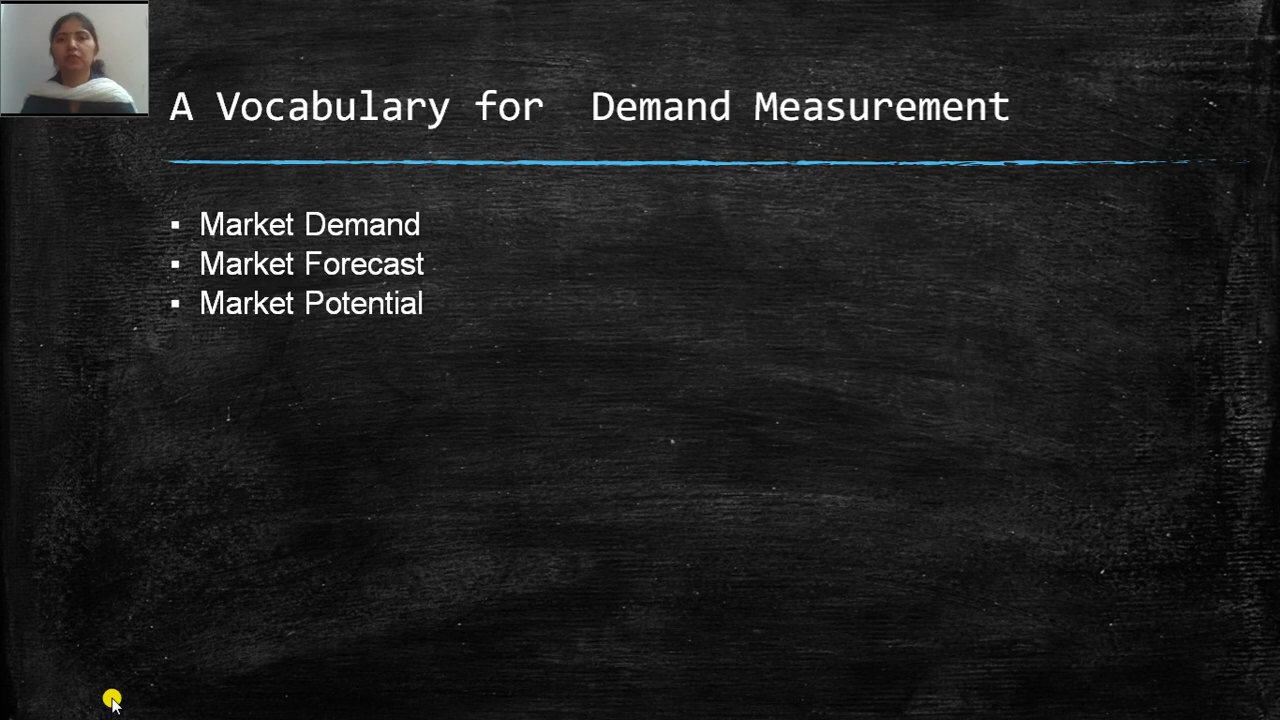 A Vocabulary for  Demand Measurement
▪ Market Demand
▪ Market Forecast
▪ Market Potential